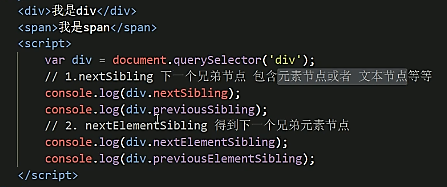 <div>我是div</div>
<span>我是span</span>
<script>
var div = document.querySelector('div');
// 1.nextSibling 下一个兄弟节点 包含元素节点或者 文本节点等等
console.log(div.nextSibling);
console.log(div.previousSibling);
// 2. nextElementSibling 得到下一个兄弟元素节点
console.log(div.nextElementSibling);
console.log(div.previousElementSibling);
</script>